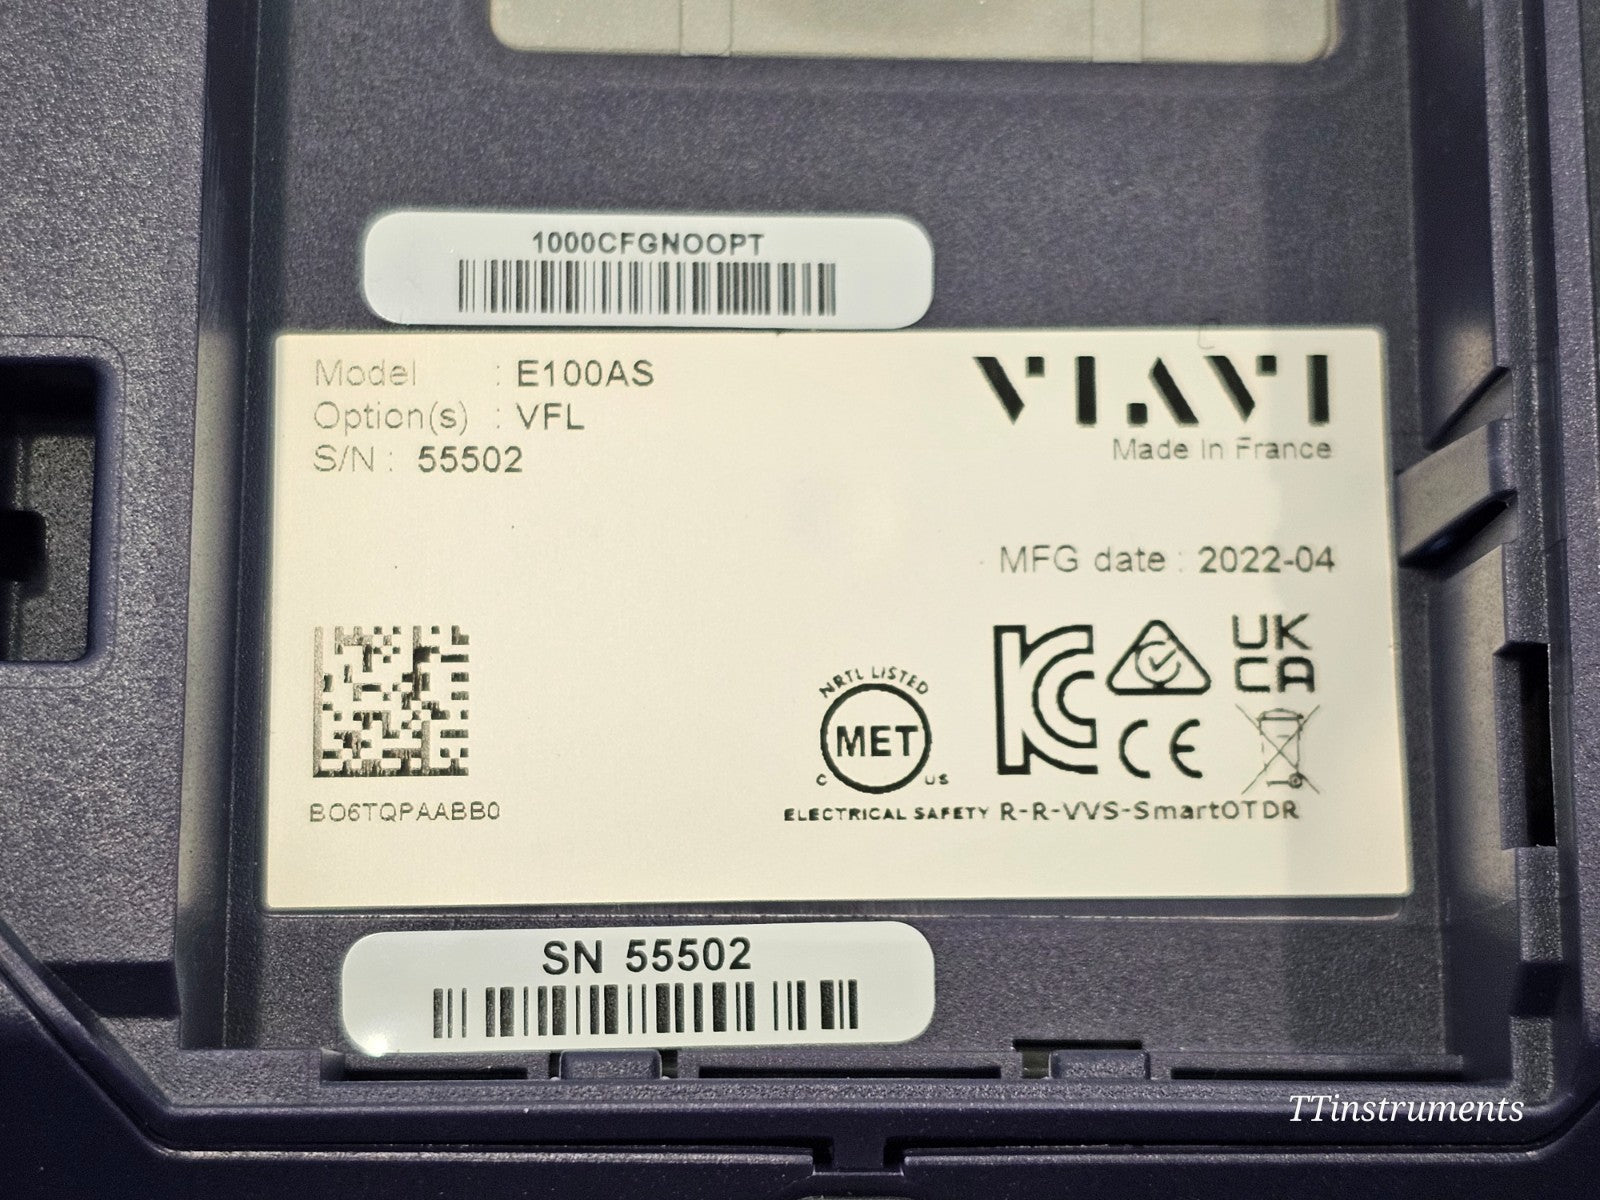 1000CFGNOOPT
Model : E100AS
Option(s) : VFL
S/N : 55502
VIAVI
Made In France
MFG date : 2022-04
BO6TQPAABB0
NRTL LISTED
MET
C US
ELECTRICAL SAFETY
KC
UK
CA
CE
R-R-VVS-SmartOTDR
SN 55502
TTinstruments